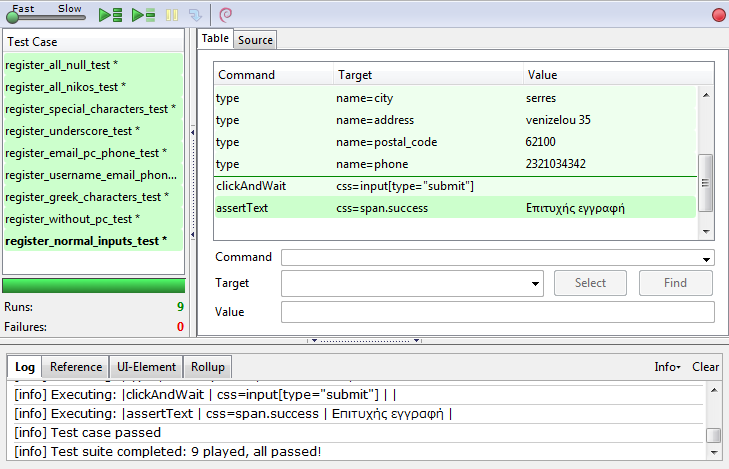 Fast Slow
Test Case
register_all_null_test *
register_all_nikos_test *
register_special_characters_test *
register_underscore_test *
register_email_pc_phone_test *
register_username_email_phon...
register_greek_characters_test *
register_without_pc_test *
register_normal_inputs_test *
Runs: 9
Failures: 0
Table Source
Command Target Value
type name=city serres
type name=address venizelou 35
type name=postal_code 62100
type name=phone 2321034342
clickAndWait css=input[type="submit"]
assertText css=span.success Επιτυχής εγγραφή
Command
Target Select Find
Value
Log Reference UI-Element Rollup Info Clear
[info] Executing: |clickAndWait | css=input[type="submit"] | |
[info] Executing: |assertText | css=span.success | Επιτυχής εγγραφή |
[info] Test case passed
[info] Test suite completed: 9 played, all passed!